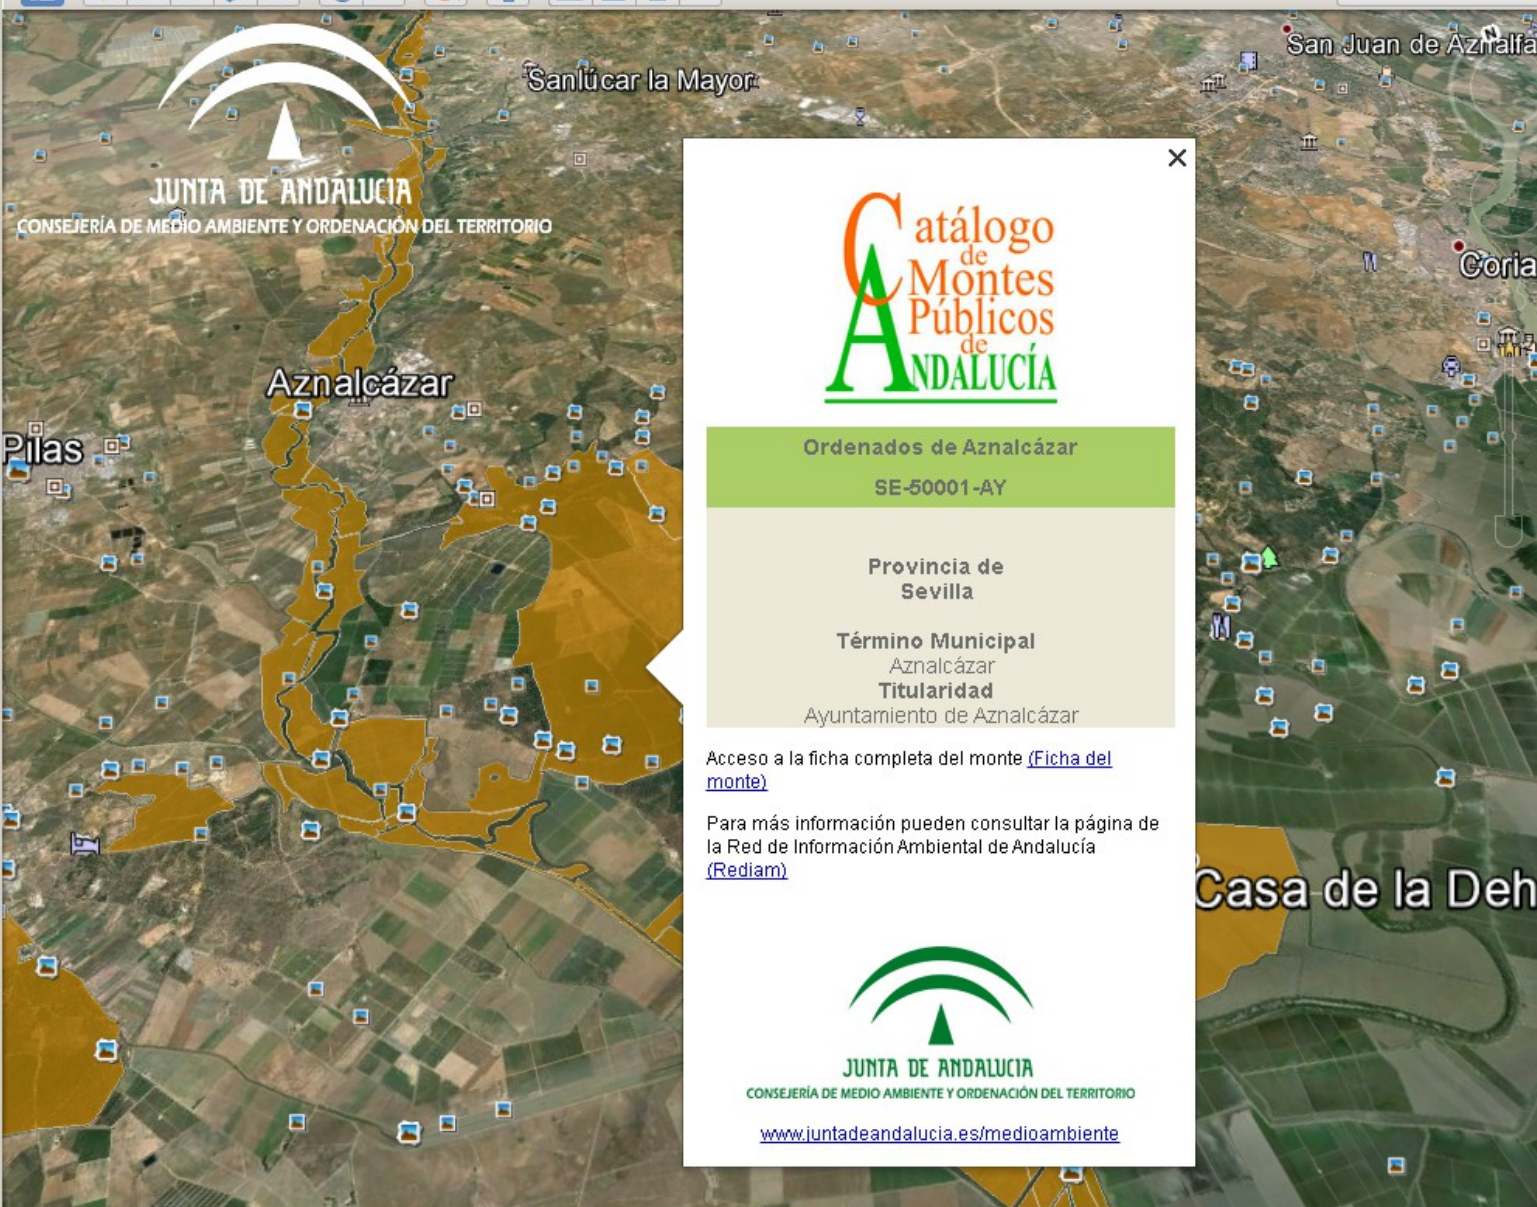 San Juan de Aznalfa
Sanlúcar la Mayor
JUNTA DE ANDALUCIA
CONSEJERÍA DE MEDIO AMBIENTE Y ORDENACIÓN DEL TERRITORIO
Coria
Aznalcázar
Pilas
Catálogo
de
Montes
Públicos
de
ANDALUCÍA
Ordenados de Aznalcázar
SE-50001-AY
Provincia de
Sevilla
Término Municipal
Aznalcázar
Titularidad
Ayuntamiento de Aznalcázar
Acceso a la ficha completa del monte (Ficha del
monte)
Para más información pueden consultar la página de
la Red de Información Ambiental de Andalucía
(Rediam)
Casa de la Deh
JUNTA DE ANDALUCIA
CONSEJERÍA DE MEDIO AMBIENTE Y ORDENACIÓN DEL TERRITORIO
www.juntadeandalucia.es/medioambiente